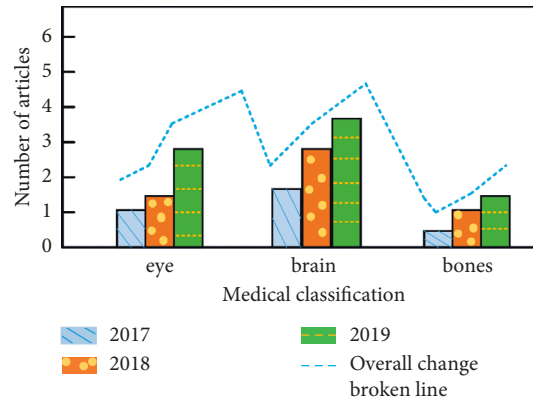 Number of articles
6
5
4
3
2
1
0
eye brain bones
Medical classification
2017
2018
2019
Overall change
broken line